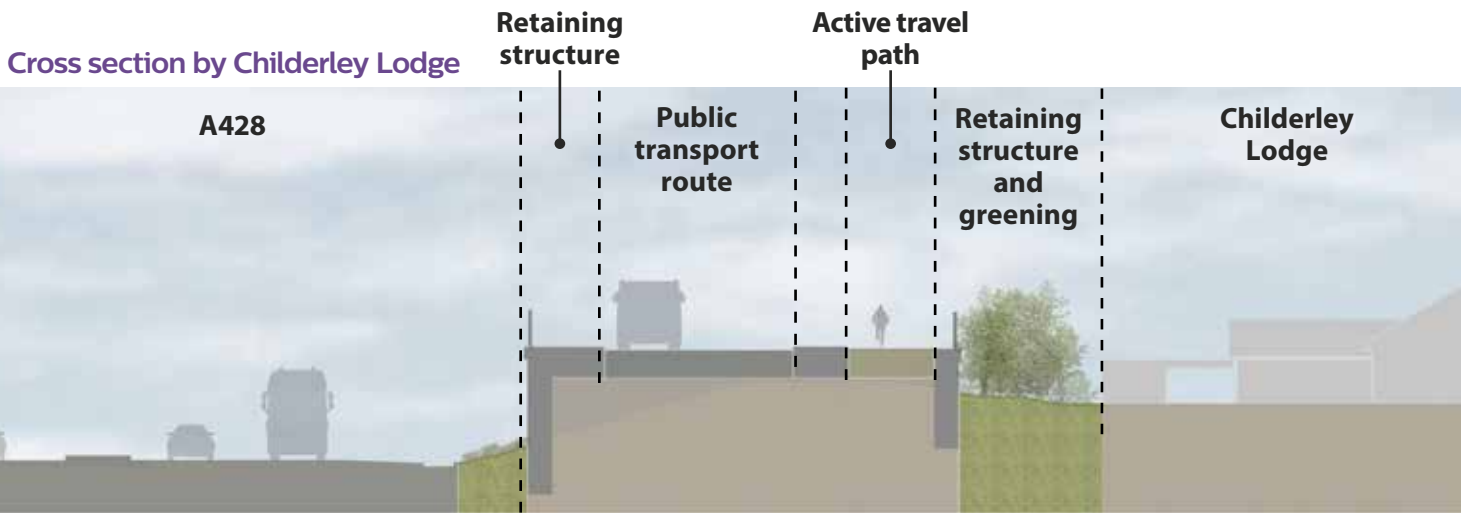 Cross section by Childerley Lodge
Retaining
structure
Active travel
path
A428
Public
transport
route
Retaining
structure
and
greening
Childerley
Lodge